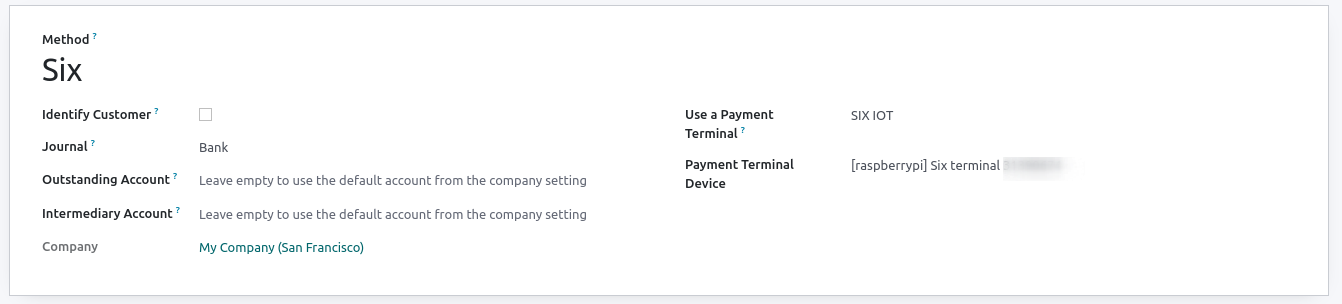 Method ?
Six
Identify Customer ?
Journal ? Bank
Outstanding Account ? Leave empty to use the default account from the company setting
Intermediary Account ? Leave empty to use the default account from the company setting
Company My Company (San Francisco)
Use a Payment SIX IOT
Terminal ?
Payment Terminal [raspberrypi] Six terminal
Device